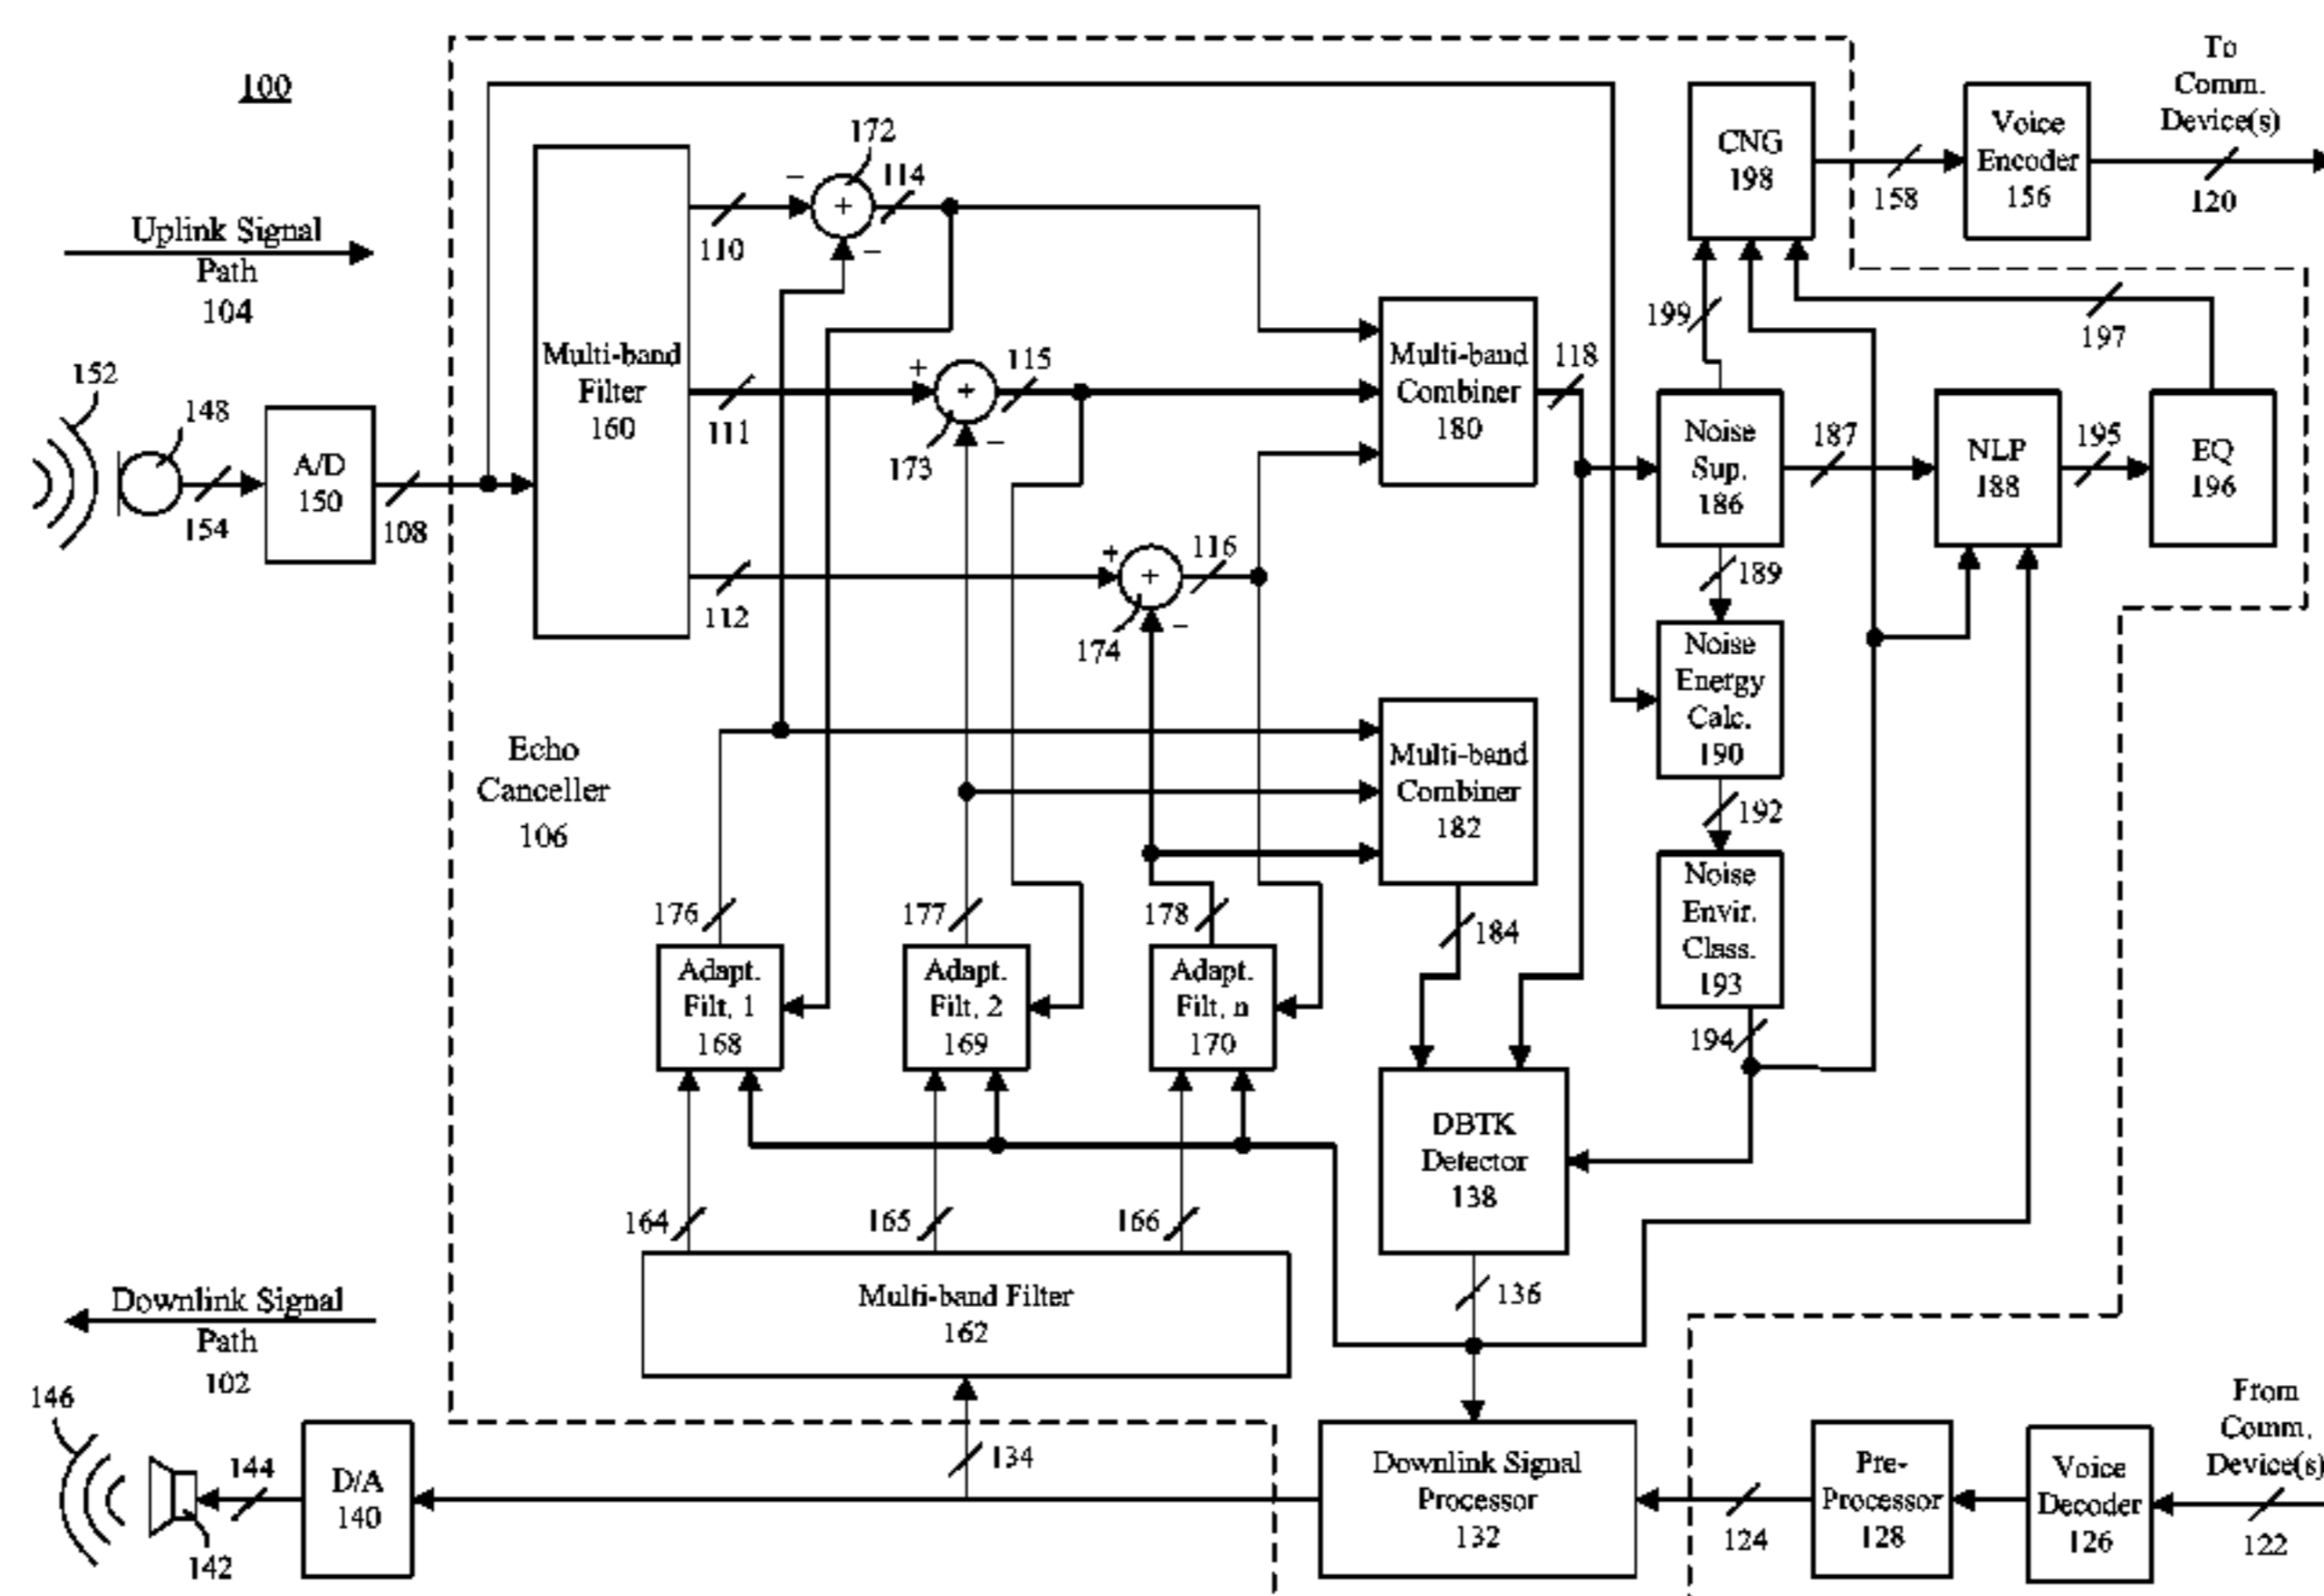 100
To
Comm.
Device(s)
CNG
198
158
Voice
Encoder
156
120
Uplink Signal
Path
104
172
−
+
−
114
110
Multi-band
Filter
160
111
112
152
148
154
A/D
150
108
+
+
−
115
173
+
+
−
116
174
Multi-band
Combiner
180
118
199
197
Noise
Sup.
186
187
NLP
188
195
EQ
196
189
Noise
Energy
Calc.
190
192
Noise
Envir.
Class.
193
194
Echo
Canceller
106
Multi-band
Combiner
182
184
176
177
178
Adapt.
Filt. 1
168
Adapt.
Filt. 2
169
Adapt.
Filt. n
170
DBTK
Detector
138
136
164
165
166
Multi-band Filter
162
Downlink Signal
Path
102
146
144
142
D/A
140
134
Downlink Signal
Processor
132
124
Pre-
Processor
128
Voice
Decoder
126
From
Comm.
Device(s)
122